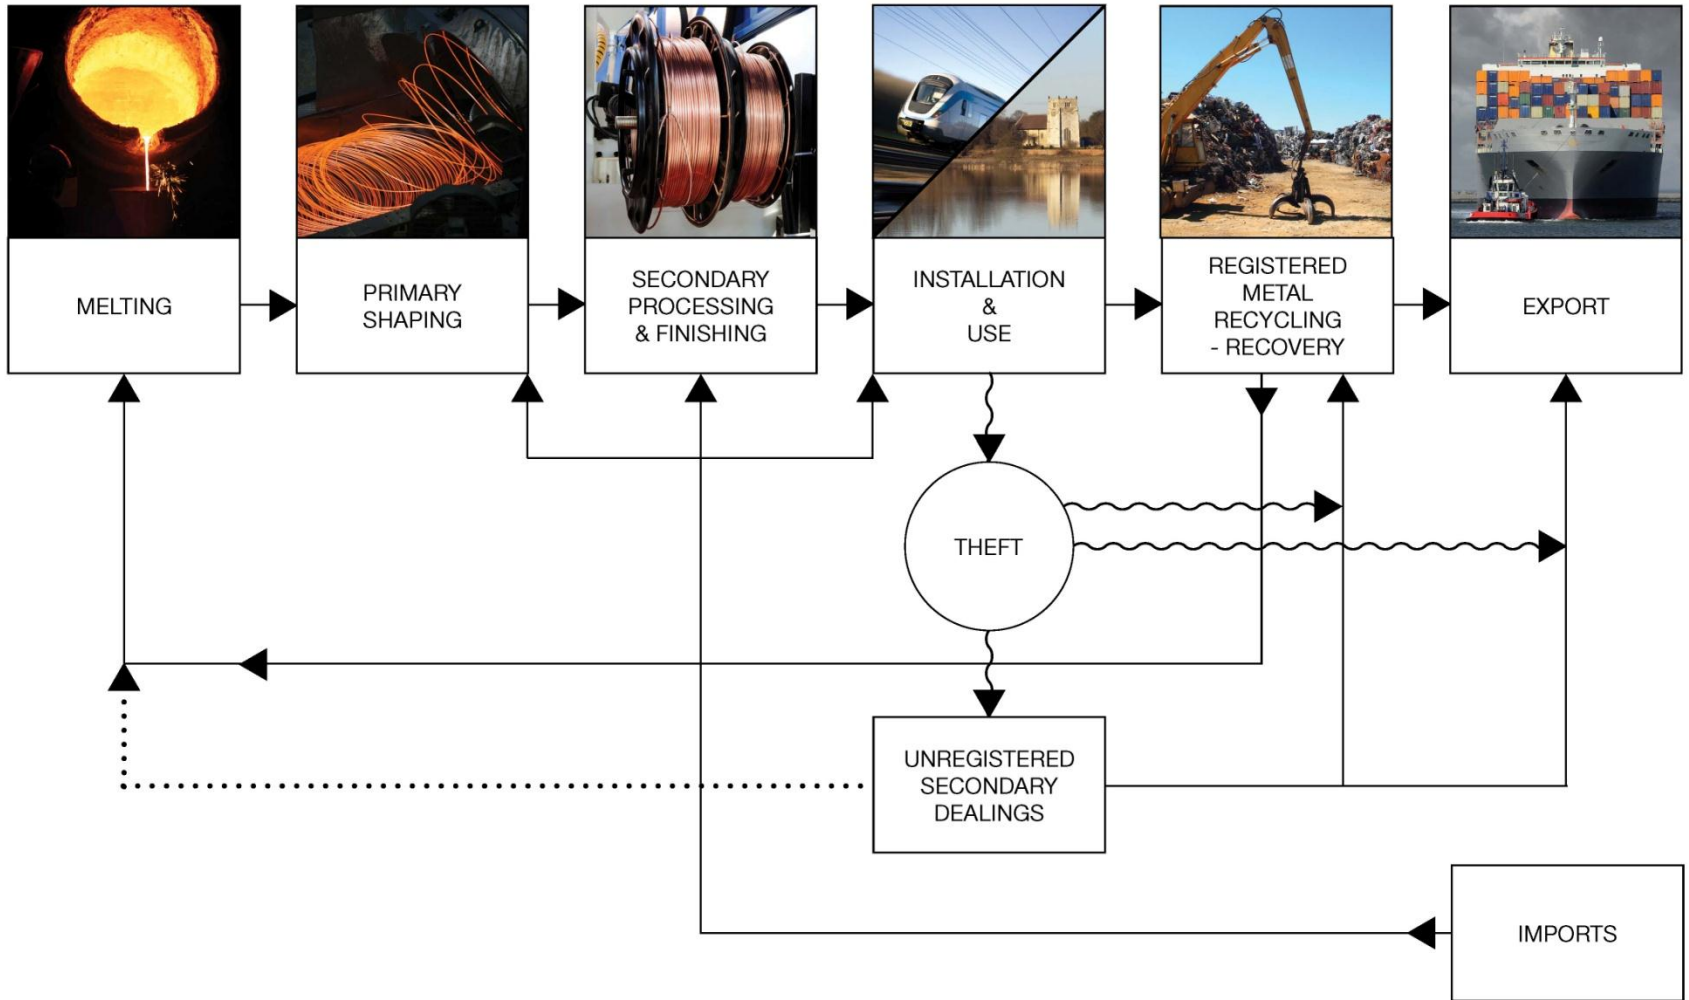 MELTING
PRIMARY
SHAPING
SECONDARY
PROCESSING
& FINISHING
INSTALLATION
&
USE
REGISTERED
METAL
RECYCLING
- RECOVERY
EXPORT
THEFT
UNREGISTERED
SECONDARY
DEALINGS
IMPORTS